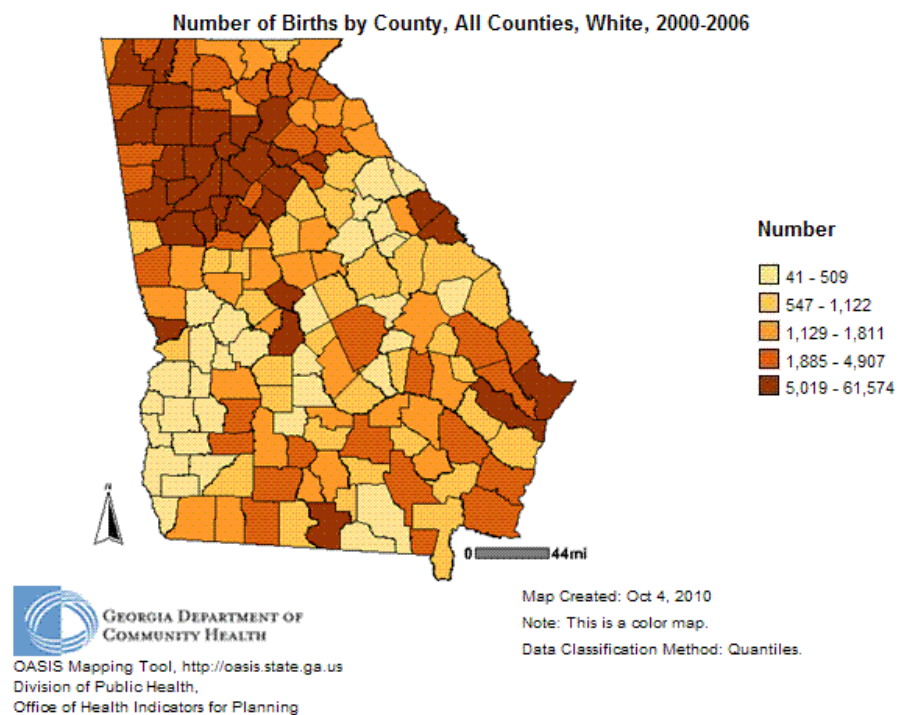 Number of Births by County, All Counties, White, 2000-2006
Number
41 - 509
547 - 1,122
1,129 - 1,811
1,885 - 4,907
5,019 - 61,574
N
0 44mi
GEORGIA DEPARTMENT OF
COMMUNITY HEALTH
OASIS Mapping Tool, http://oasis.state.ga.us
Division of Public Health,
Office of Health Indicators for Planning
Map Created: Oct 4, 2010
Note: This is a color map.
Data Classification Method: Quantiles.